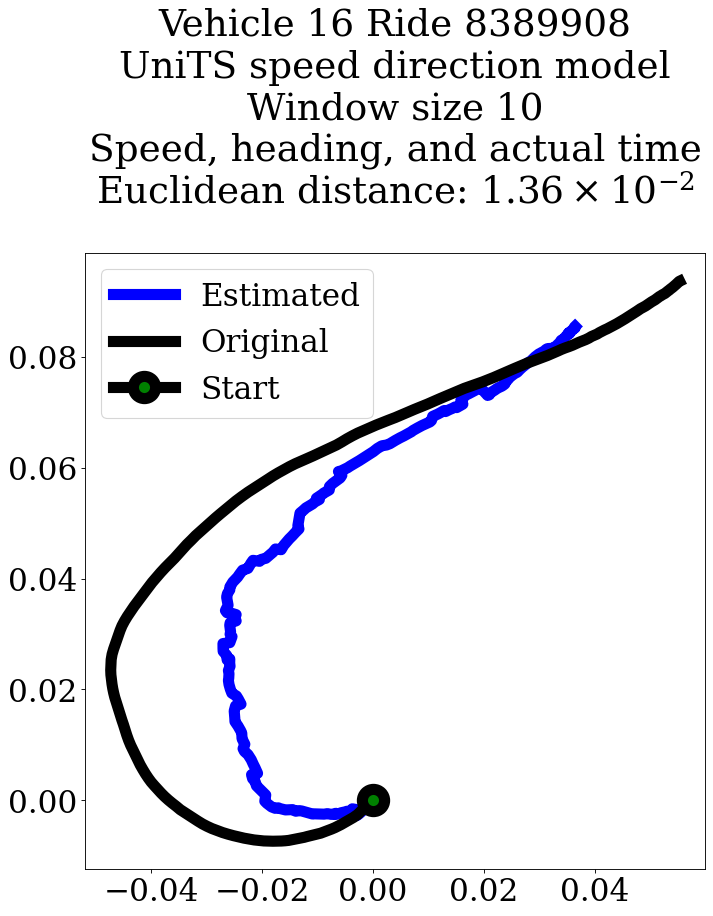 Vehicle 16 Ride 8389908
UniTS speed direction model
Window size 10
Speed, heading, and actual time
Euclidean distance: 1.36 × 10⁻²
Estimated
Original
Start
0.08
0.06
0.04
0.02
0.00
−0.04 −0.02 0.00 0.02 0.04